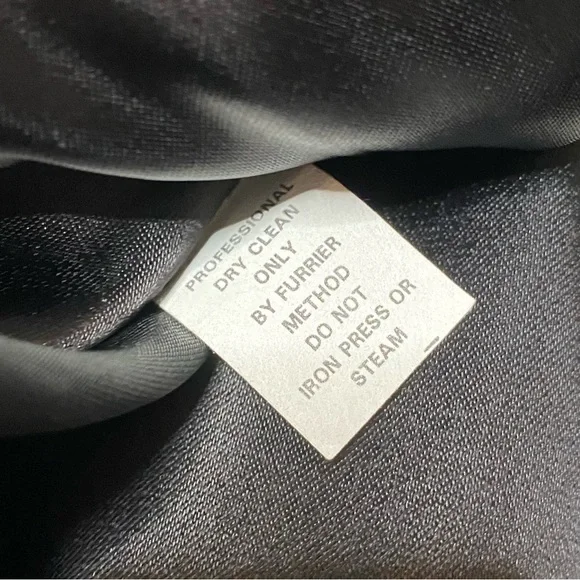 PROFESSIONAL
DRY CLEAN
ONLY
BY FURRIER
METHOD
DO NOT
IRON PRESS OR
STEAM